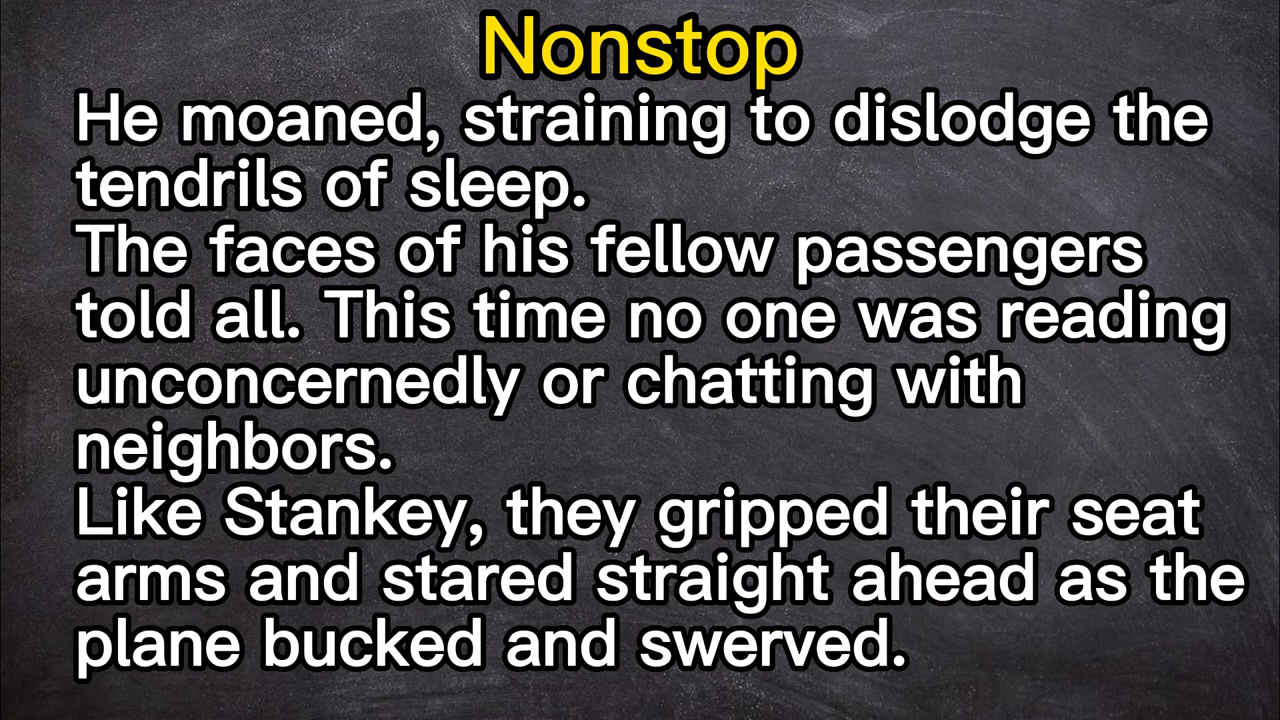 Nonstop
He moaned, straining to dislodge the
tendrils of sleep.
The faces of his fellow passengers
told all. This time no one was reading
unconcernedly or chatting with
neighbors.
Like Stankey, they gripped their seat
arms and stared straight ahead as the
plane bucked and swerved.